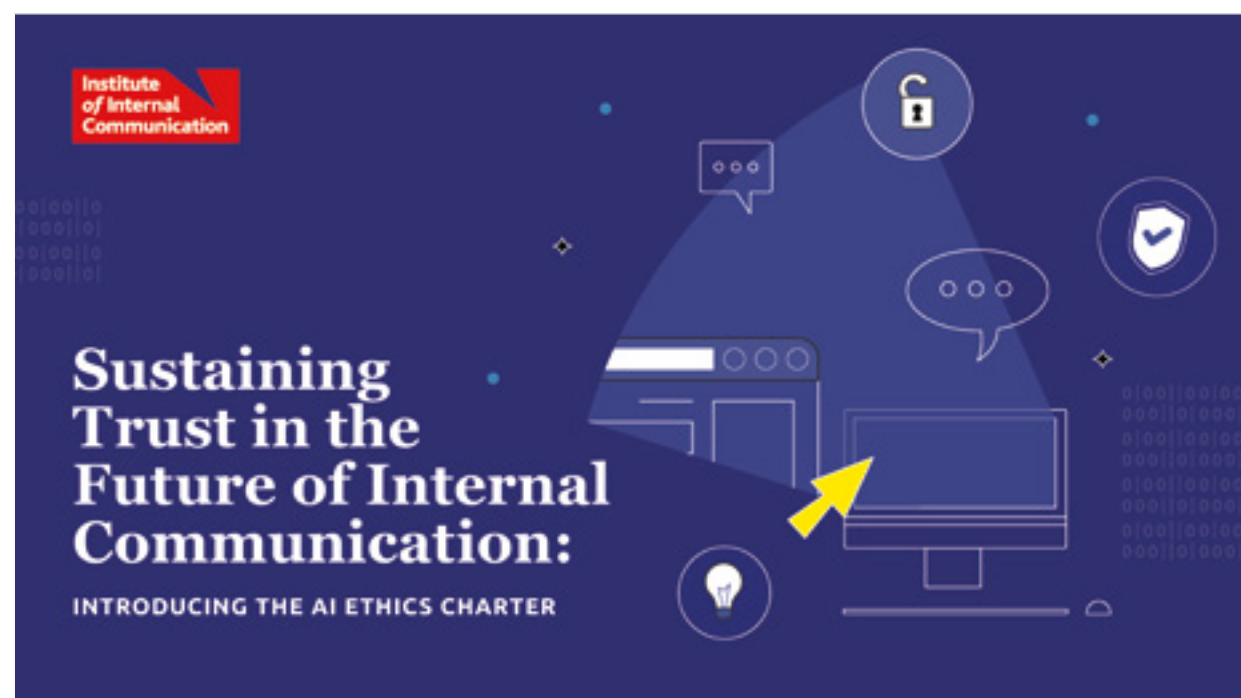 Institute
of Internal
Communication
Sustaining
Trust in the
Future of Internal
Communication:
INTRODUCING THE AI ETHICS CHARTER